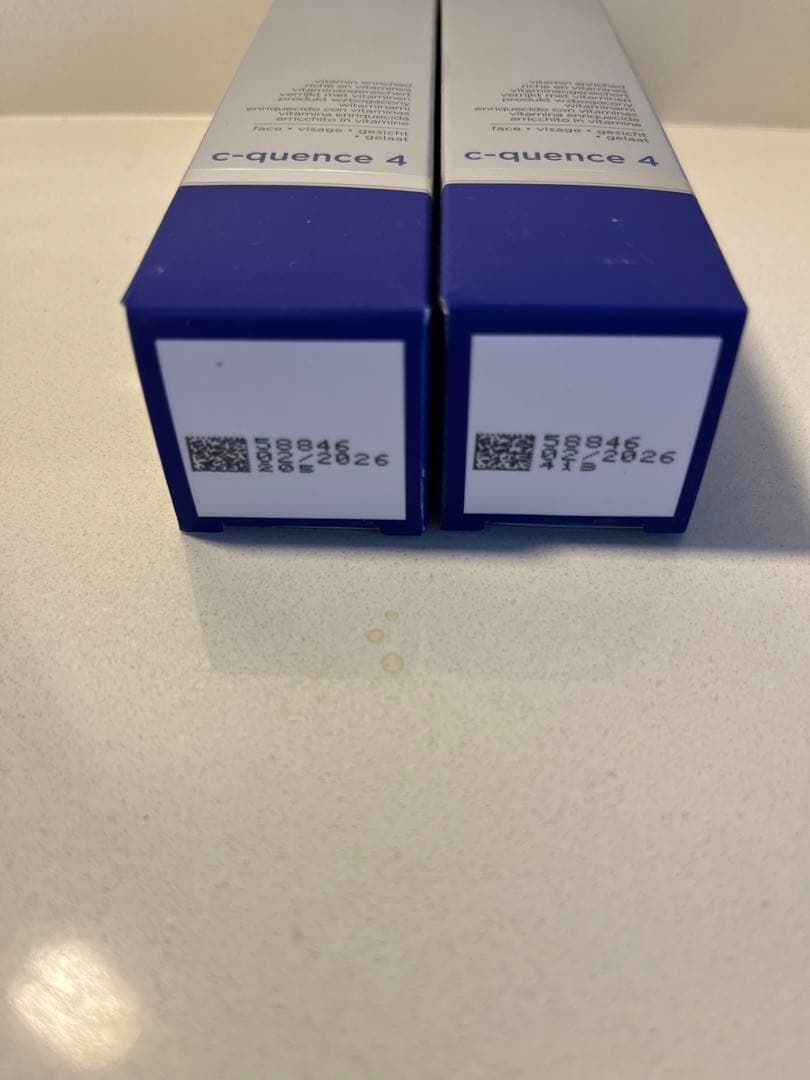 vitamin enriched
riche en vitamines
vitaminangereichert
verrijkt met vitaminen
produkt wzbogacony
witaminami
enriquecido con vitaminas
vitamina enriquecida
arricchito in vitamine
face • visage • gesicht
• gelaat
c-quence 4
vitamin enriched
riche en vitamines
vitaminangereichert
verrijkt met vitaminen
produkt wzbogacony
witaminami
enriquecido con vitaminas
vitamina enriquecida
arricchito in vitamine
face • visage • gesicht
• gelaat
c-quence 4
58846
02/2026
58846
02/2026